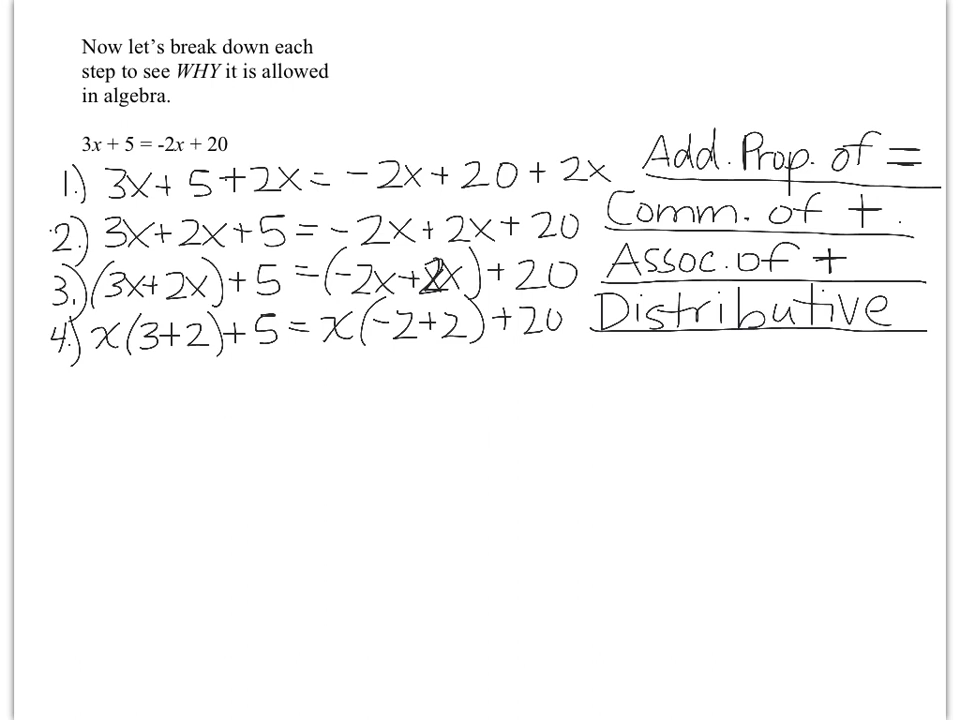 Now let's break down each
step to see WHY it is allowed
in algebra.
3x + 5 = -2x + 20
1.) 3x + 5 + 2x = -2x + 20 + 2x Add. Prop. of =
2.) 3x + 2x + 5 = -2x + 2x + 20 Comm. of +.
3.) (3x + 2x) + 5 = (-2x + 2x) + 20 Assoc. of +
4.) x(3+2) + 5 = x(-2+2) + 20 Distributive